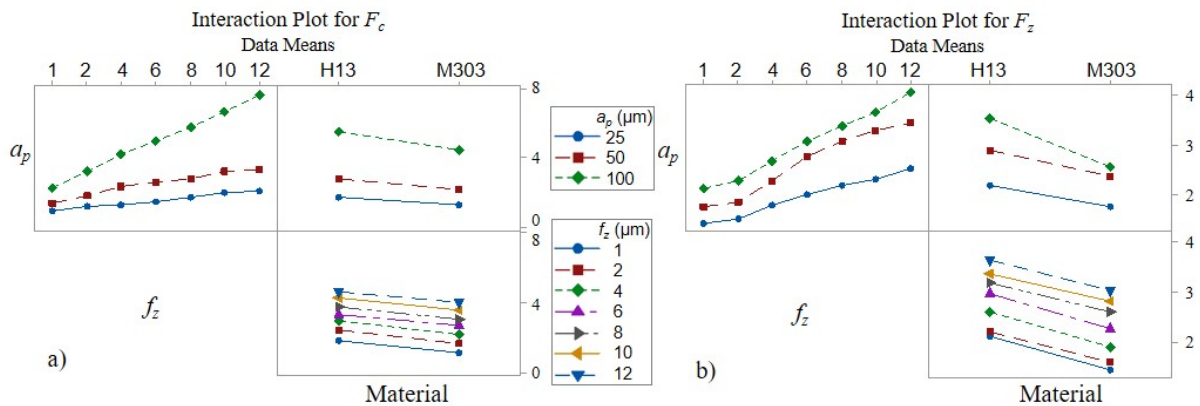 Interaction Plot for Fc
Data Means
1 2 4 6 8 10 12
H13 M303
ap
8
4
0
fz
8
4
0
a)
Material
ap (µm)
25
50
100
fz (µm)
1
2
4
6
8
10
12
Interaction Plot for Fz
Data Means
1 2 4 6 8 10 12
H13 M303
ap
4
3
2
fz
4
3
2
b)
Material